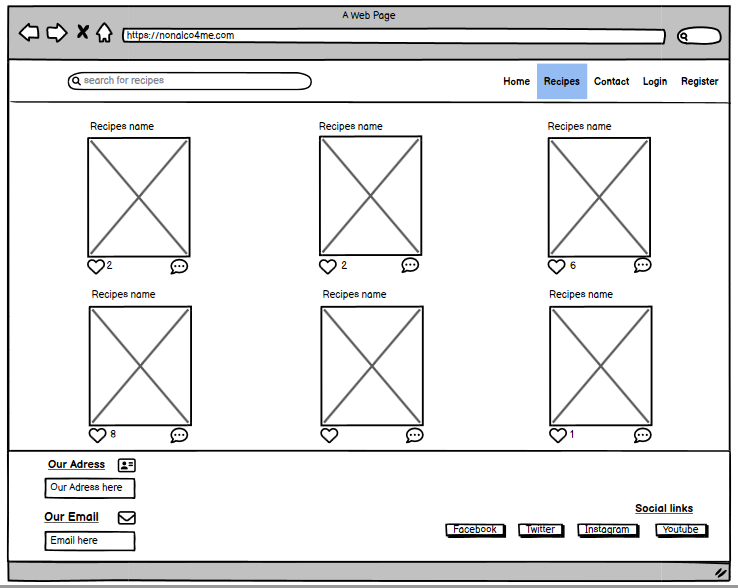 A Web Page
https://nonalco4me.com
search for recipes
Home Recipes Contact Login Register
Recipes name Recipes name Recipes name
2 2 6
Recipes name Recipes name Recipes name
8 1
Our Adress
Our Adress here
Our Email
Email here
Social links
Facebook Twitter Instagram Youtube